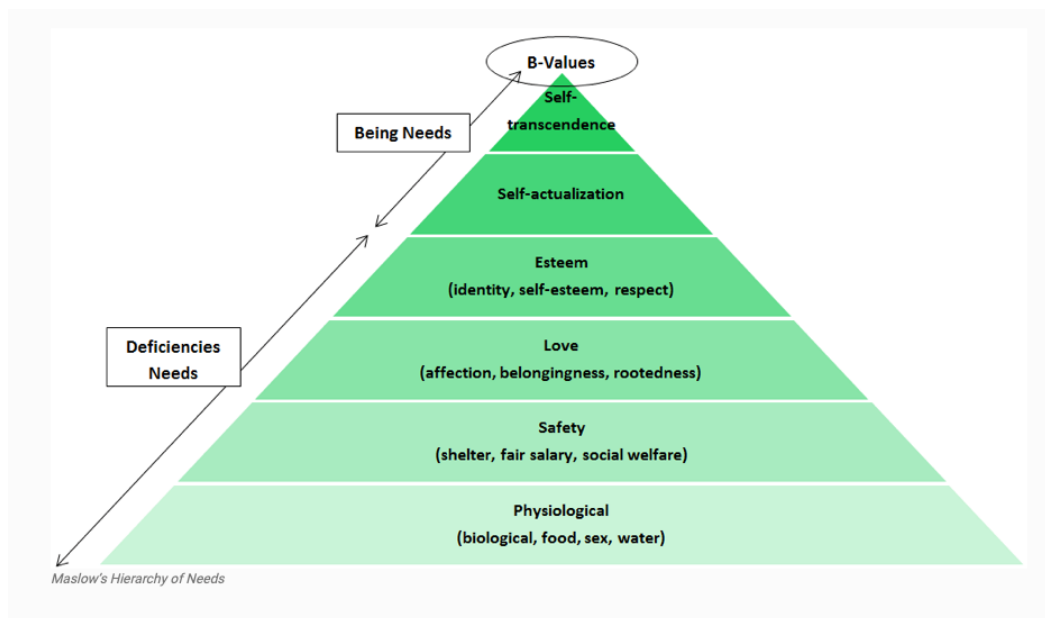 B-Values
Self-
transcendence
Being Needs
Self-actualization
Esteem
(identity, self-esteem, respect)
Deficiencies
Needs
Love
(affection, belongingness, rootedness)
Safety
(shelter, fair salary, social welfare)
Physiological
(biological, food, sex, water)
Maslow's Hierarchy of Needs